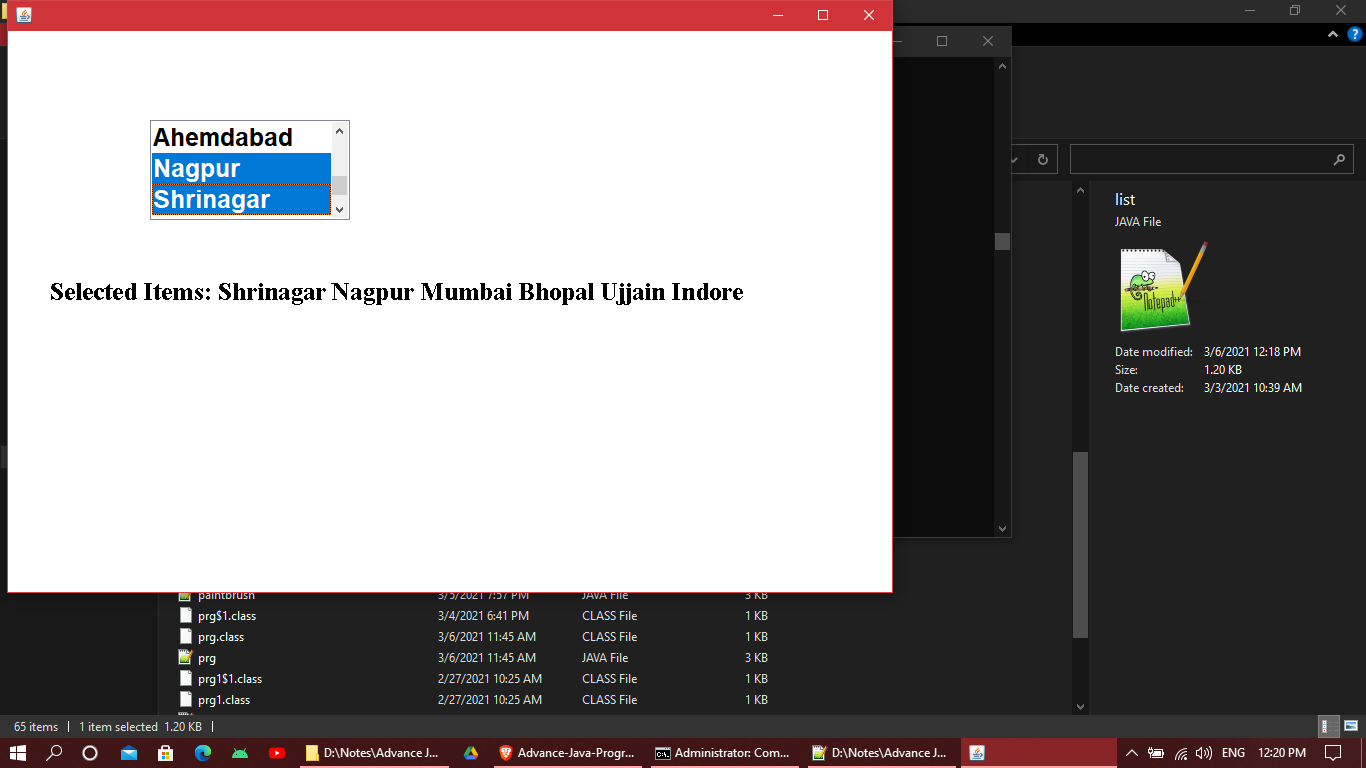 Ahemdabad
Nagpur
Shrinagar
Selected Items: Shrinagar Nagpur Mumbai Bhopal Ujjain Indore
list
JAVA File
Notepad++
Date modified: 3/6/2021 12:18 PM
Size: 1.20 KB
Date created: 3/3/2021 10:39 AM
paintbrush 3/5/2021 7:57 PM JAVA File 3 KB
prg$1.class 3/4/2021 6:41 PM CLASS File 1 KB
prg.class 3/6/2021 11:45 AM CLASS File 1 KB
prg 3/6/2021 11:45 AM JAVA File 3 KB
prg1$1.class 2/27/2021 10:25 AM CLASS File 1 KB
prg1.class 2/27/2021 10:25 AM CLASS File 1 KB
65 items 1 item selected 1.20 KB
D:\Notes\Advance J... Advance-Java-Progr... Administrator: Com... D:\Notes\Advance J... ENG 12:20 PM